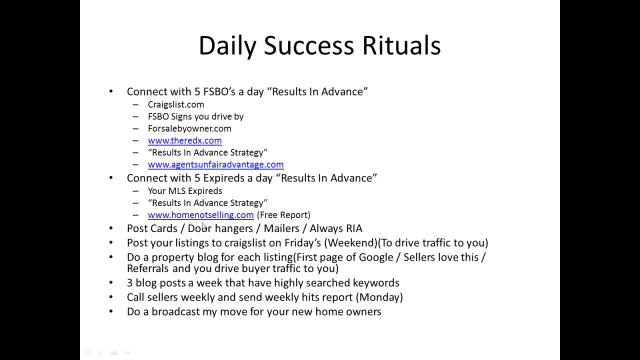 Daily Success Rituals
• Connect with 5 FSBO's a day "Results In Advance"
– Craigslist.com
– FSBO Signs you drive by
– Forsalebyowner.com
– www.theredx.com
– "Results In Advance Strategy"
– www.agentsunfairadvantage.com
• Connect with 5 Expireds a day "Results In Advance"
– Your MLS Expireds
– "Results In Advance Strategy"
– www.homenotselling.com (Free Report)
• Post Cards / Door hangers / Mailers / Always RIA
• Post your listings to craigslist on Friday's (Weekend)(To drive traffic to you)
• Do a property blog for each listing(First page of Google / Sellers love this /
Referrals and you drive buyer traffic to you)
• 3 blog posts a week that have highly searched keywords
• Call sellers weekly and send weekly hits report (Monday)
• Do a broadcast my move for your new home owners